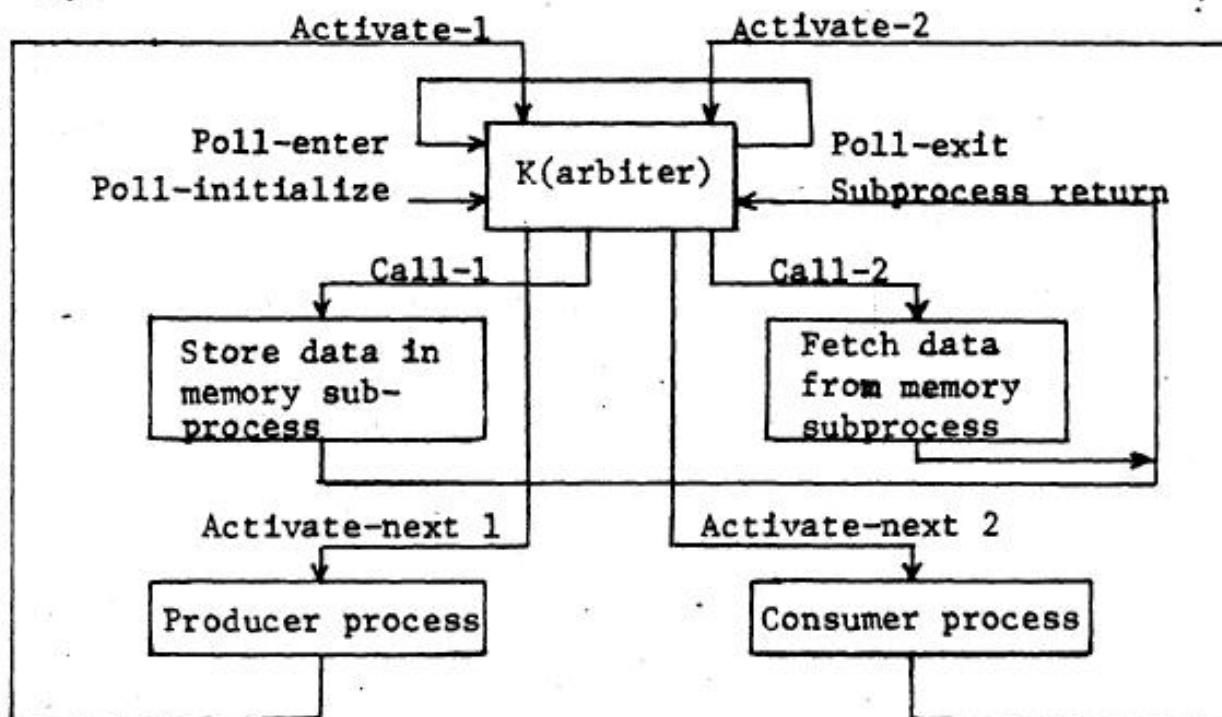 Activate-1
Activate-2
Poll-enter
Poll-exit
K(arbiter)
Poll-initialize
Subprocess return
Call-1
Call-2
Store data in
memory sub-
process
Fetch data
from memory
subprocess
Activate-next 1
Activate-next 2
Producer process
Consumer process